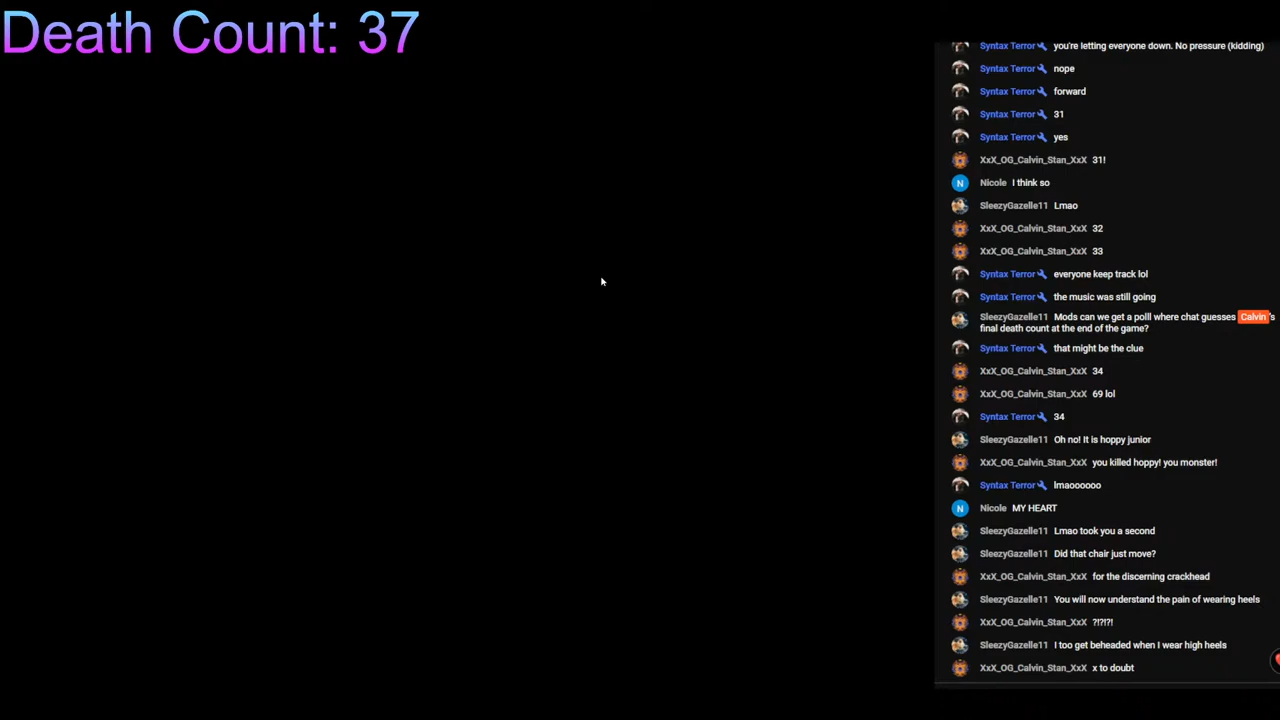 Death Count: 37
Syntax Terror you're letting everyone down. No pressure (kidding)
Syntax Terror nope
Syntax Terror forward
Syntax Terror 31
Syntax Terror yes
XxX_OG_Calvin_Stan_XxX 31!
N Nicole I think so
SleezyGazelle11 Lmao
XxX_OG_Calvin_Stan_XxX 32
XxX_OG_Calvin_Stan_XxX 33
Syntax Terror everyone keep track lol
Syntax Terror the music was still going
SleezyGazelle11 Mods can we get a polll where chat guesses Calvin's
final death count at the end of the game?
Syntax Terror that might be the clue
XxX_OG_Calvin_Stan_XxX 34
XxX_OG_Calvin_Stan_XxX 69 lol
Syntax Terror 34
SleezyGazelle11 Oh no! It is hoppy junior
XxX_OG_Calvin_Stan_XxX you killed hoppy! you monster!
Syntax Terror lmaoooooo
N Nicole MY HEART
SleezyGazelle11 Lmao took you a second
SleezyGazelle11 Did that chair just move?
XxX_OG_Calvin_Stan_XxX for the discerning crackhead
SleezyGazelle11 You will now understand the pain of wearing heels
XxX_OG_Calvin_Stan_XxX ?!?!?!
SleezyGazelle11 I too get beheaded when I wear high heels
XxX_OG_Calvin_Stan_XxX x to doubt